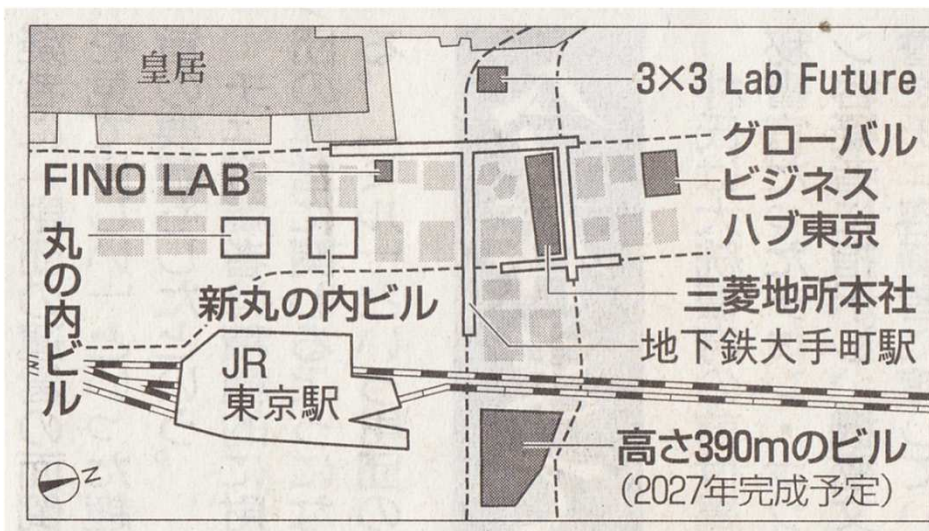 皇居
3×3 Lab Future
グローバル
ビジネス
ハブ東京
FINO LAB
丸の内ビル
新丸の内ビル
三菱地所本社
地下鉄大手町駅
JR
東京駅
高さ390mのビル
(2027年完成予定)
N